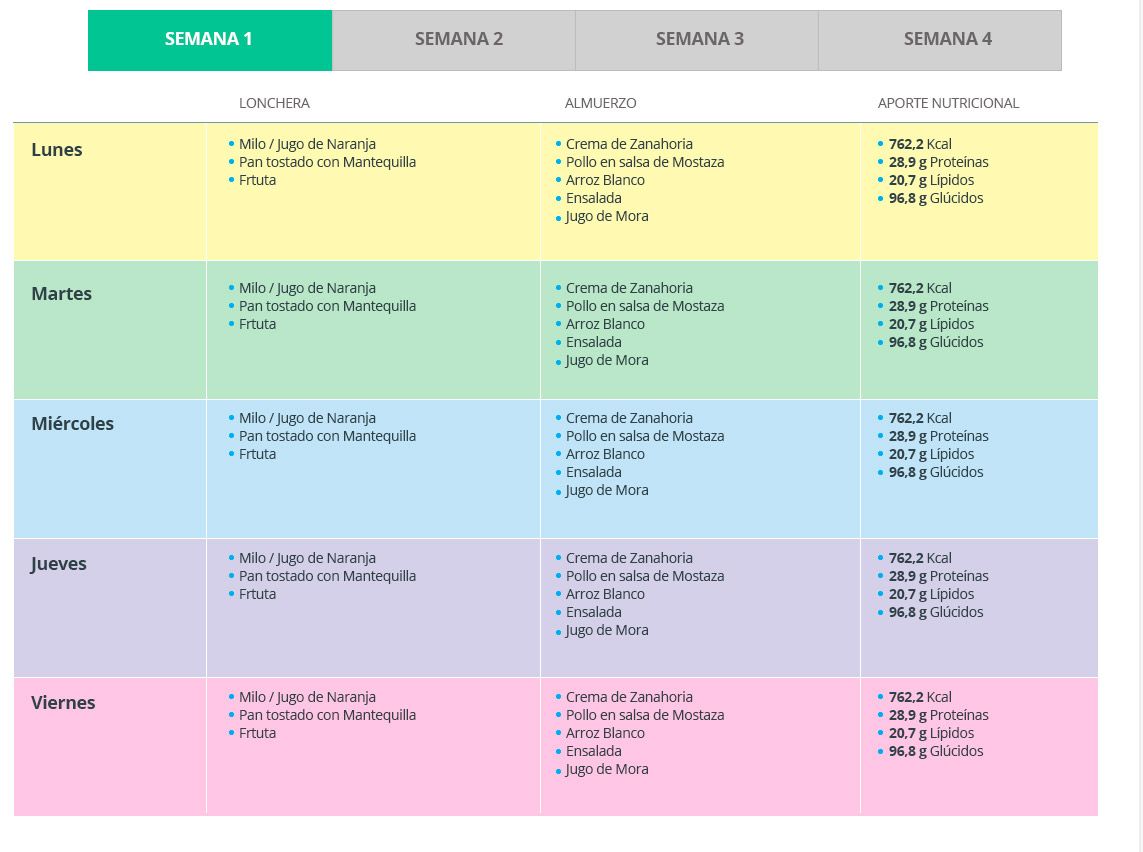 SEMANA 1
SEMANA 2
SEMANA 3
SEMANA 4
LONCHERA
ALMUERZO
APORTE NUTRICIONAL
Lunes
Milo / Jugo de Naranja
Pan tostado con Mantequilla
Frtuta
Crema de Zanahoria
Pollo en salsa de Mostaza
Arroz Blanco
Ensalada
Jugo de Mora
762,2 Kcal
28,9 g Proteínas
20,7 g Lípidos
96,8 g Glúcidos
Martes
Milo / Jugo de Naranja
Pan tostado con Mantequilla
Frtuta
Crema de Zanahoria
Pollo en salsa de Mostaza
Arroz Blanco
Ensalada
Jugo de Mora
762,2 Kcal
28,9 g Proteínas
20,7 g Lípidos
96,8 g Glúcidos
Miércoles
Milo / Jugo de Naranja
Pan tostado con Mantequilla
Frtuta
Crema de Zanahoria
Pollo en salsa de Mostaza
Arroz Blanco
Ensalada
Jugo de Mora
762,2 Kcal
28,9 g Proteínas
20,7 g Lípidos
96,8 g Glúcidos
Jueves
Milo / Jugo de Naranja
Pan tostado con Mantequilla
Frtuta
Crema de Zanahoria
Pollo en salsa de Mostaza
Arroz Blanco
Ensalada
Jugo de Mora
762,2 Kcal
28,9 g Proteínas
20,7 g Lípidos
96,8 g Glúcidos
Viernes
Milo / Jugo de Naranja
Pan tostado con Mantequilla
Frtuta
Crema de Zanahoria
Pollo en salsa de Mostaza
Arroz Blanco
Ensalada
Jugo de Mora
762,2 Kcal
28,9 g Proteínas
20,7 g Lípidos
96,8 g Glúcidos